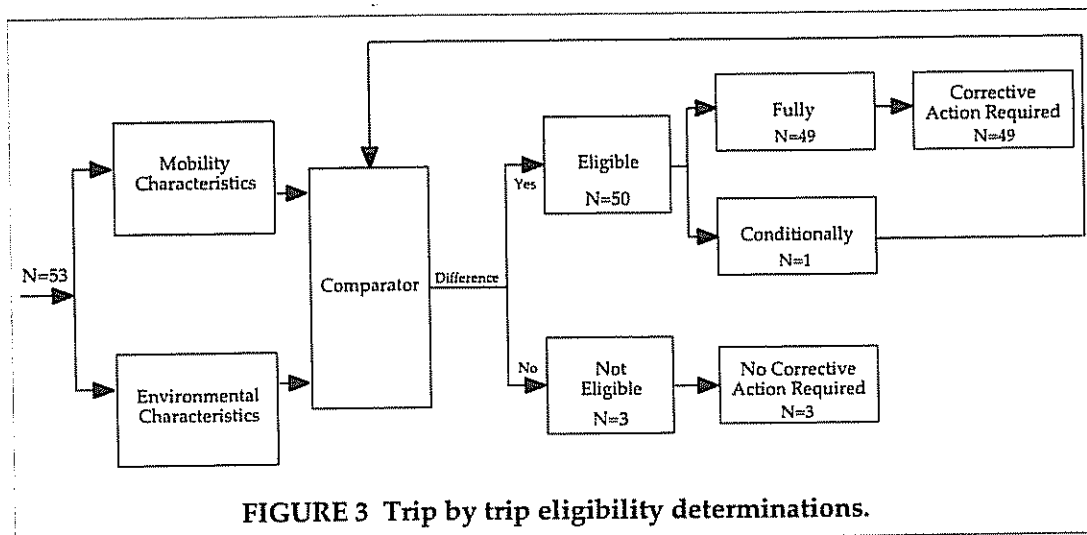 N=53
Mobility
Characteristics
Environmental
Characteristics
Comparator
Difference
Yes
Eligible
N=50
Fully
N=49
Corrective
Action Required
N=49
Conditionally
N=1
No
Not
Eligible
N=3
No Corrective
Action Required
N=3
FIGURE 3 Trip by trip eligibility determinations.